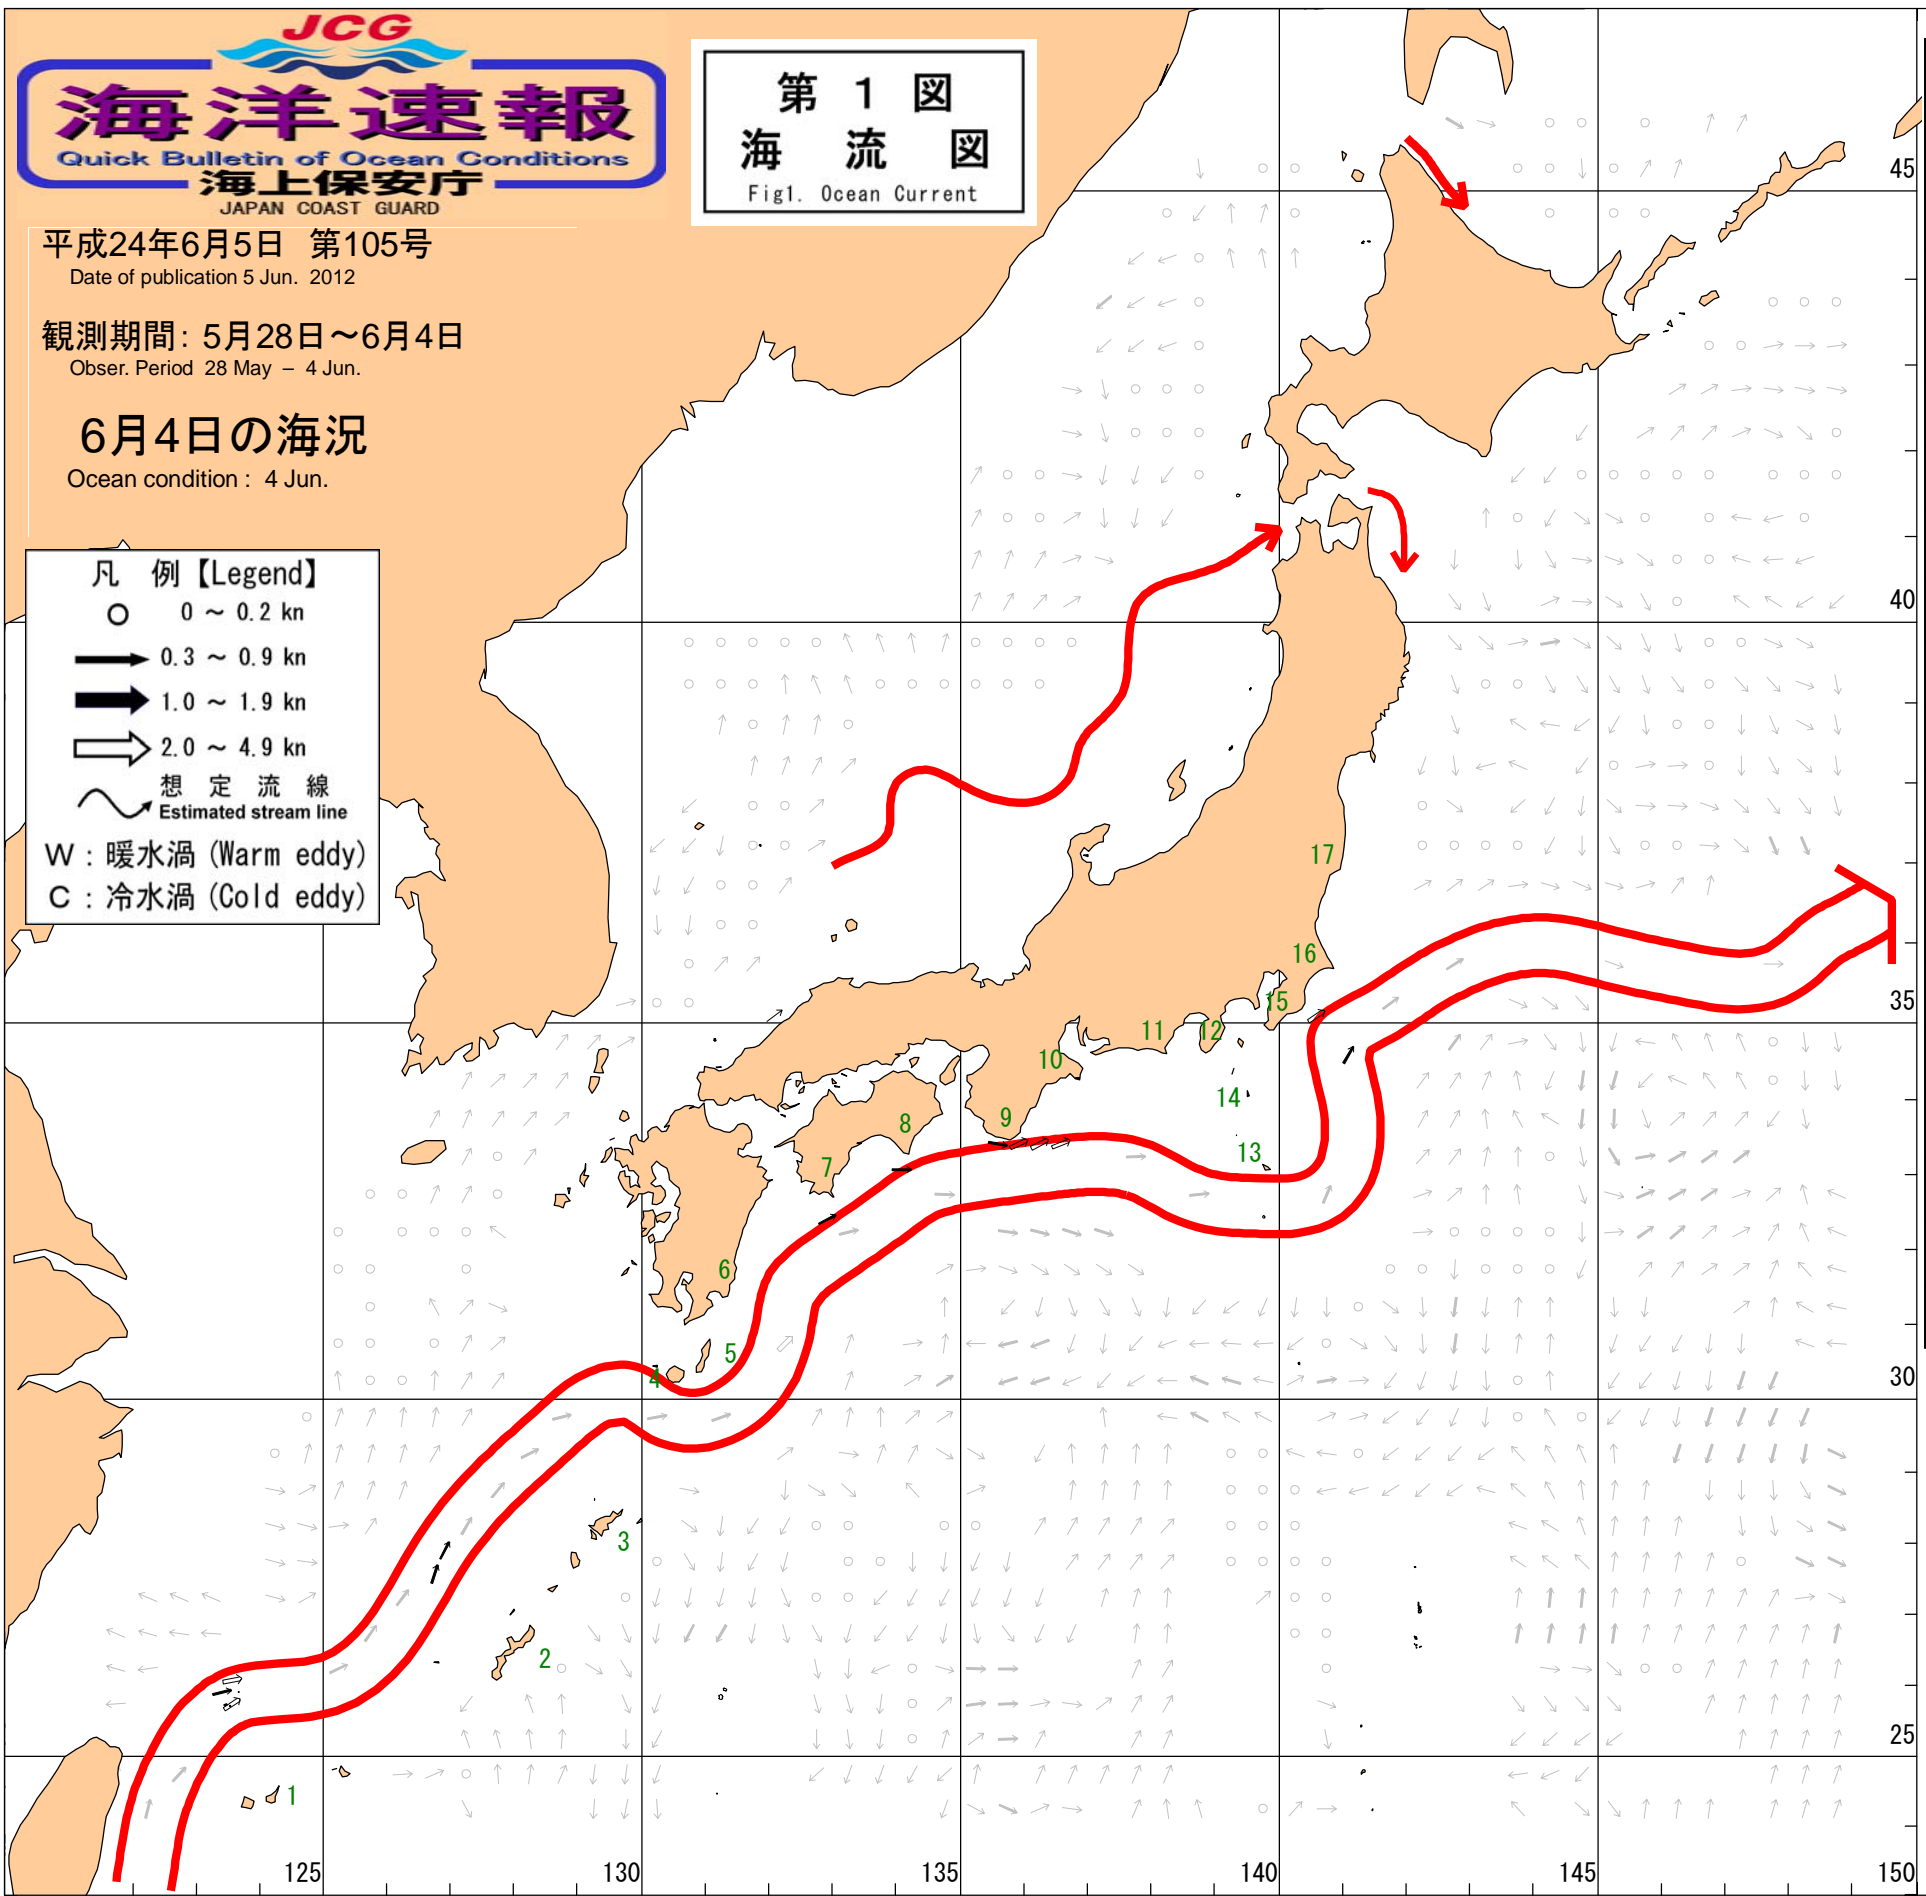 JCG
海洋速報
Quick Bulletin of Ocean Conditions
海上保安庁
JAPAN COAST GUARD
第 1 図
海 流 図
Fig1. Ocean Current
平成24年6月5日 第105号
Date of publication 5 Jun. 2012
観測期間: 5月28日～6月4日
Obser. Period 28 May – 4 Jun.
6月4日の海況
Ocean condition : 4 Jun.
凡 例【Legend】
0 ～ 0.2 kn
0.3 ～ 0.9 kn
1.0 ～ 1.9 kn
2.0 ～ 4.9 kn
想 定 流 線
Estimated stream line
W : 暖水渦 (Warm eddy)
C : 冷水渦 (Cold eddy)
45
40
35
30
25
17
16
15
12
11
10
14
9
8
13
7
6
5
4
3
2
1
125
130
135
140
145
150